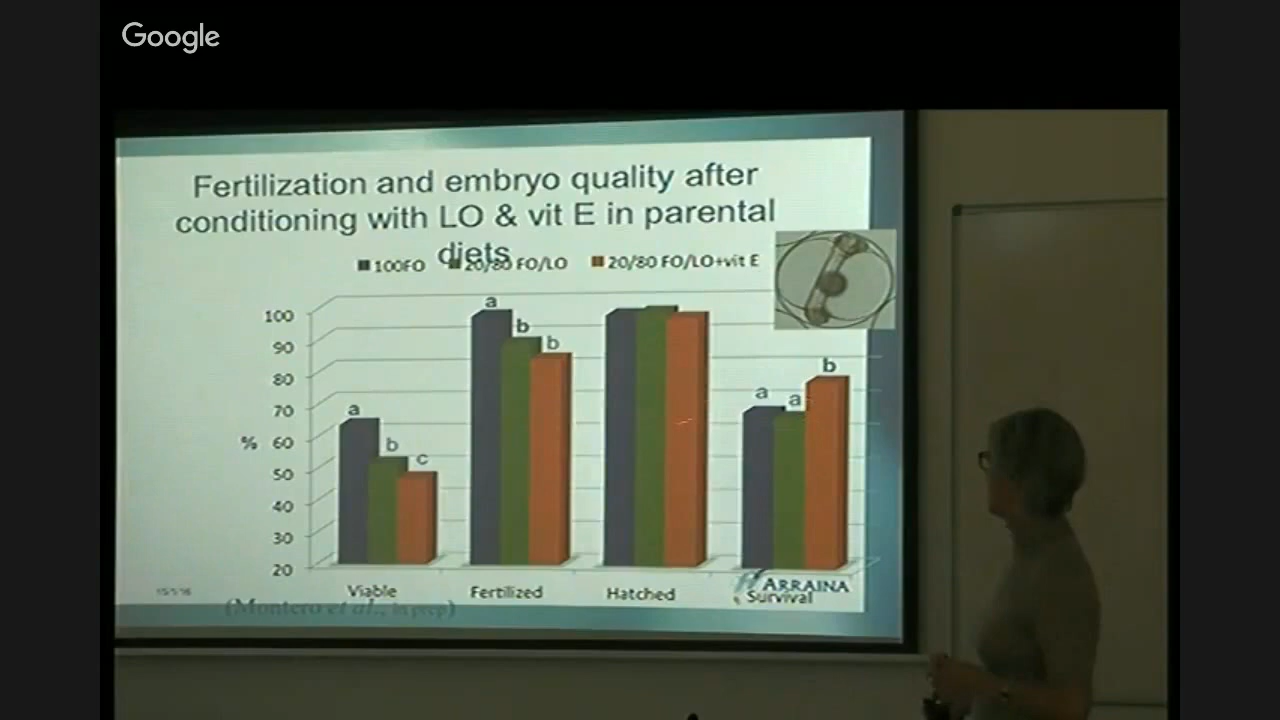 Google
Fertilization and embryo quality after
conditioning with LO & vit E in parental
diets
100FO 20/80 FO/LO 20/80 FO/LO+vit E
a
b
b
a
b
c
a
a
b
100
90
80
70
%
60
50
40
30
20
Viable Fertilized Hatched Survival
ARRAINA
(Montero et al., in prep)